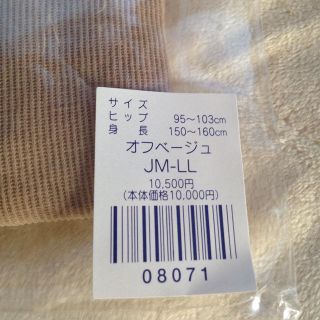 サイズ
ヒップ 95～103cm
身長 150～160cm
オフベージュ
JM-LL
10,500円
(本体価格10,000円)
08071